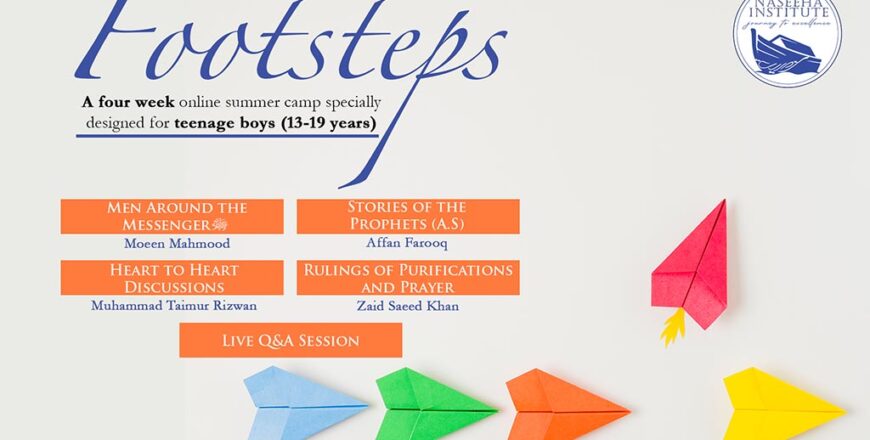 Footsteps
NASEEHA
INSTITUTE
journey to excellence
A four week online summer camp specially
designed for teenage boys (13-19 years)
Men Around the
Messengerﷺ
Moeen Mahmood
Stories of the
Prophets (A.S)
Affan Farooq
Heart to Heart
Discussions
Muhammad Taimur Rizwan
Rulings of Purifications
and Prayer
Zaid Saeed Khan
Live Q&A Session